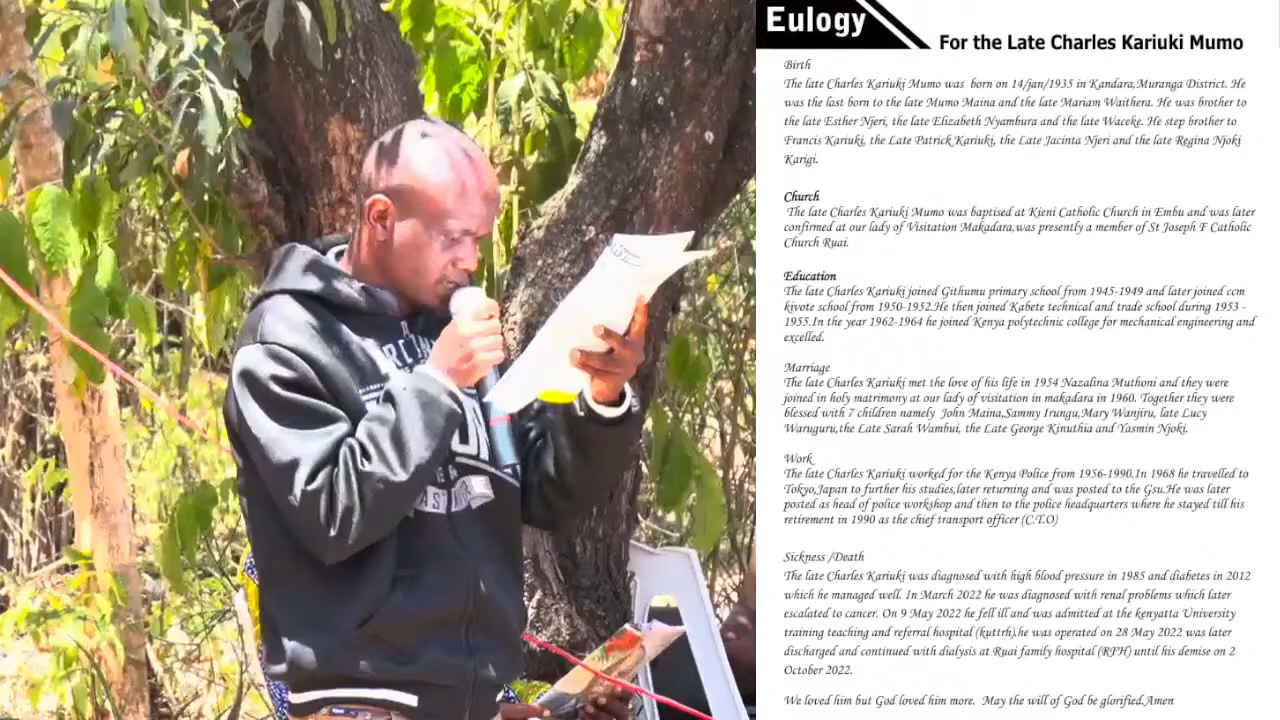 Eulogy
For the Late Charles Kariuki Mumo
Birth
The late Charles Kariuki Mumo was born on 14/jan/1935 in Kandara,Muranga District. He
was the last born to the late Mumo Maina and the late Mariam Waithera. He was brother to
the late Esther Njeri, the late Elizabeth Nyambura and the late Waceke. He step brother to
Francis Kariuki, the Late Patrick Kariuki, the Late Jacinta Njeri and the late Regina Njoki
Karigi.
Church
The late Charles Kariuki Mumo was baptised at Kieni Catholic Church in Embu and was later
confirmed at our lady of Visitation Makadara,was presently a member of St Joseph F Catholic
Church Ruai.
Education
The late Charles Kariuki joined Githumu primary school from 1945-1949 and later joined ccm
kivote school from 1950-1952.He then joined Kabete technical and trade school during 1953 -
1955.In the year 1962-1964 he joined Kenya polytechnic college for mechanical engineering and
excelled.
Marriage
The late Charles Kariuki met the love of his life in 1954 Nazalina Muthoni and they were
joined in holy matrimony at our lady of visitation in makadara in 1960. Together they were
blessed with 7 children namely John Maina,Sammy Irungu,Mary Wanjiru, late Lucy
Waruguru,the Late Sarah Wambui, the Late George Kinuthia and Yasmin Njoki.
Work
The late Charles Kariuki worked for the Kenya Police from 1956-1990.In 1968 he travelled to
Tokyo,Japan to further his studies,later returning and was posted to the Gsu.He was later
posted as head of police workshop and then to the police headquarters where he stayed till his
retirement in 1990 as the chief transport officer (C.T.O)
Sickness /Death
The late Charles Kariuki was diagnosed with high blood pressure in 1985 and diabetes in 2012
which he managed well. In March 2022 he was diagnosed with renal problems which later
escalated to cancer. On 9 May 2022 he fell ill and was admitted at the kenyatta University
training teaching and referral hospital (kuttrh).he was operated on 28 May 2022 was later
discharged and continued with dialysis at Ruai family hospital (RFH) until his demise on 2
October 2022.
We loved him but God loved him more. May the will of God be glorified.Amen